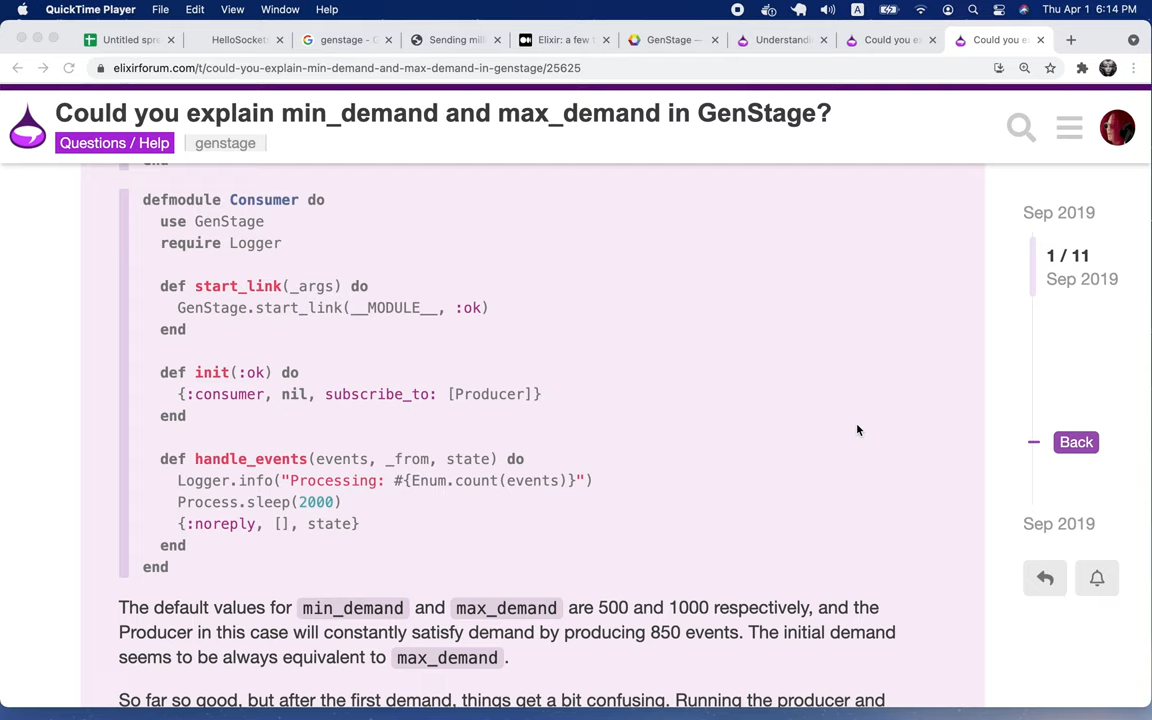 QuickTime Player File Edit View Window Help A Thu Apr 1 6:14 PM
Untitled spre HelloSocket: genstage - C Sending mill Elixir: a few t GenStage — Understandi Could you ex Could you e
elixirforum.com/t/could-you-explain-min-demand-and-max-demand-in-genstage/25625
Could you explain min_demand and max_demand in GenStage?
Questions / Help genstage
end
defmodule Consumer do
use GenStage
require Logger
def start_link(_args) do
GenStage.start_link(__MODULE__, :ok)
end
def init(:ok) do
{:consumer, nil, subscribe_to: [Producer]}
end
def handle_events(events, _from, state) do
Logger.info("Processing: #{Enum.count(events)}")
Process.sleep(2000)
{:noreply, [], state}
end
end
The default values for min_demand and max_demand are 500 and 1000 respectively, and the
Producer in this case will constantly satisfy demand by producing 850 events. The initial demand
seems to be always equivalent to max_demand.
So far so good, but after the first demand, things get a bit confusing. Running the producer and
Sep 2019
1 / 11
Sep 2019
Back
Sep 2019